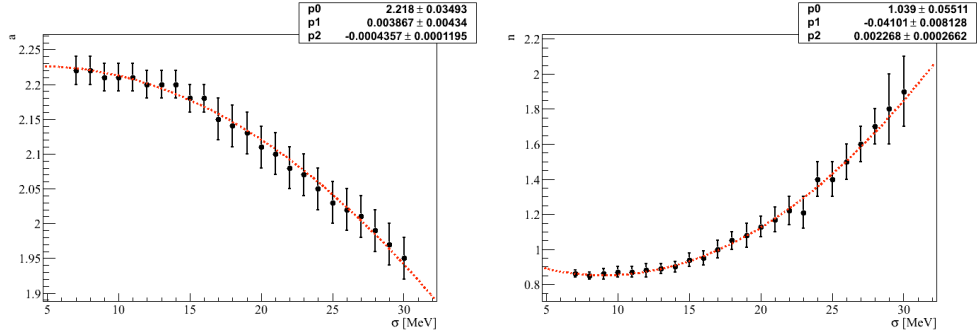 p0 2.218 ± 0.03493
p1 0.003867 ± 0.00434
p2 -0.0004357 ± 0.0001195
a
2.25
2.2
2.15
2.1
2.05
2
1.95
1.9
5 10 15 20 25 30
σ [MeV]
p0 1.039 ± 0.05511
p1 -0.04101 ± 0.008128
p2 0.002268 ± 0.0002662
n
2.2
2
1.8
1.6
1.4
1.2
1
0.8
5 10 15 20 25 30
σ [MeV]